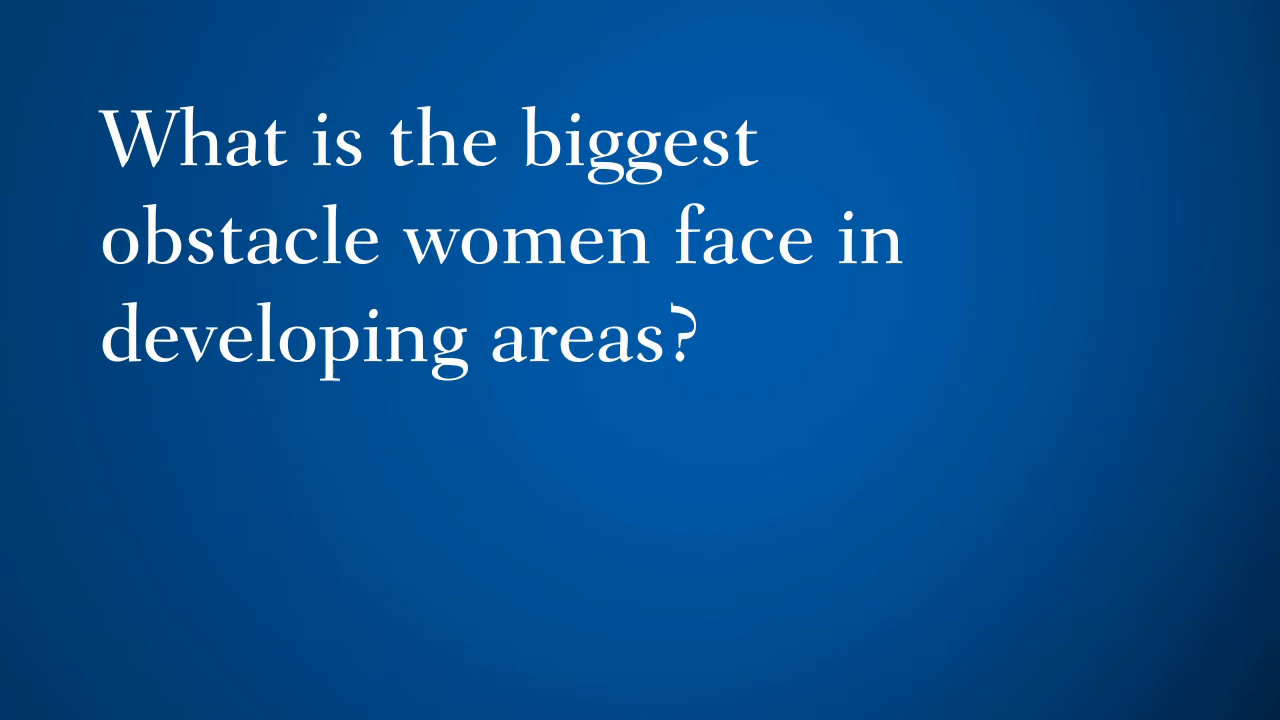 What is the biggest
obstacle women face in
developing areas?